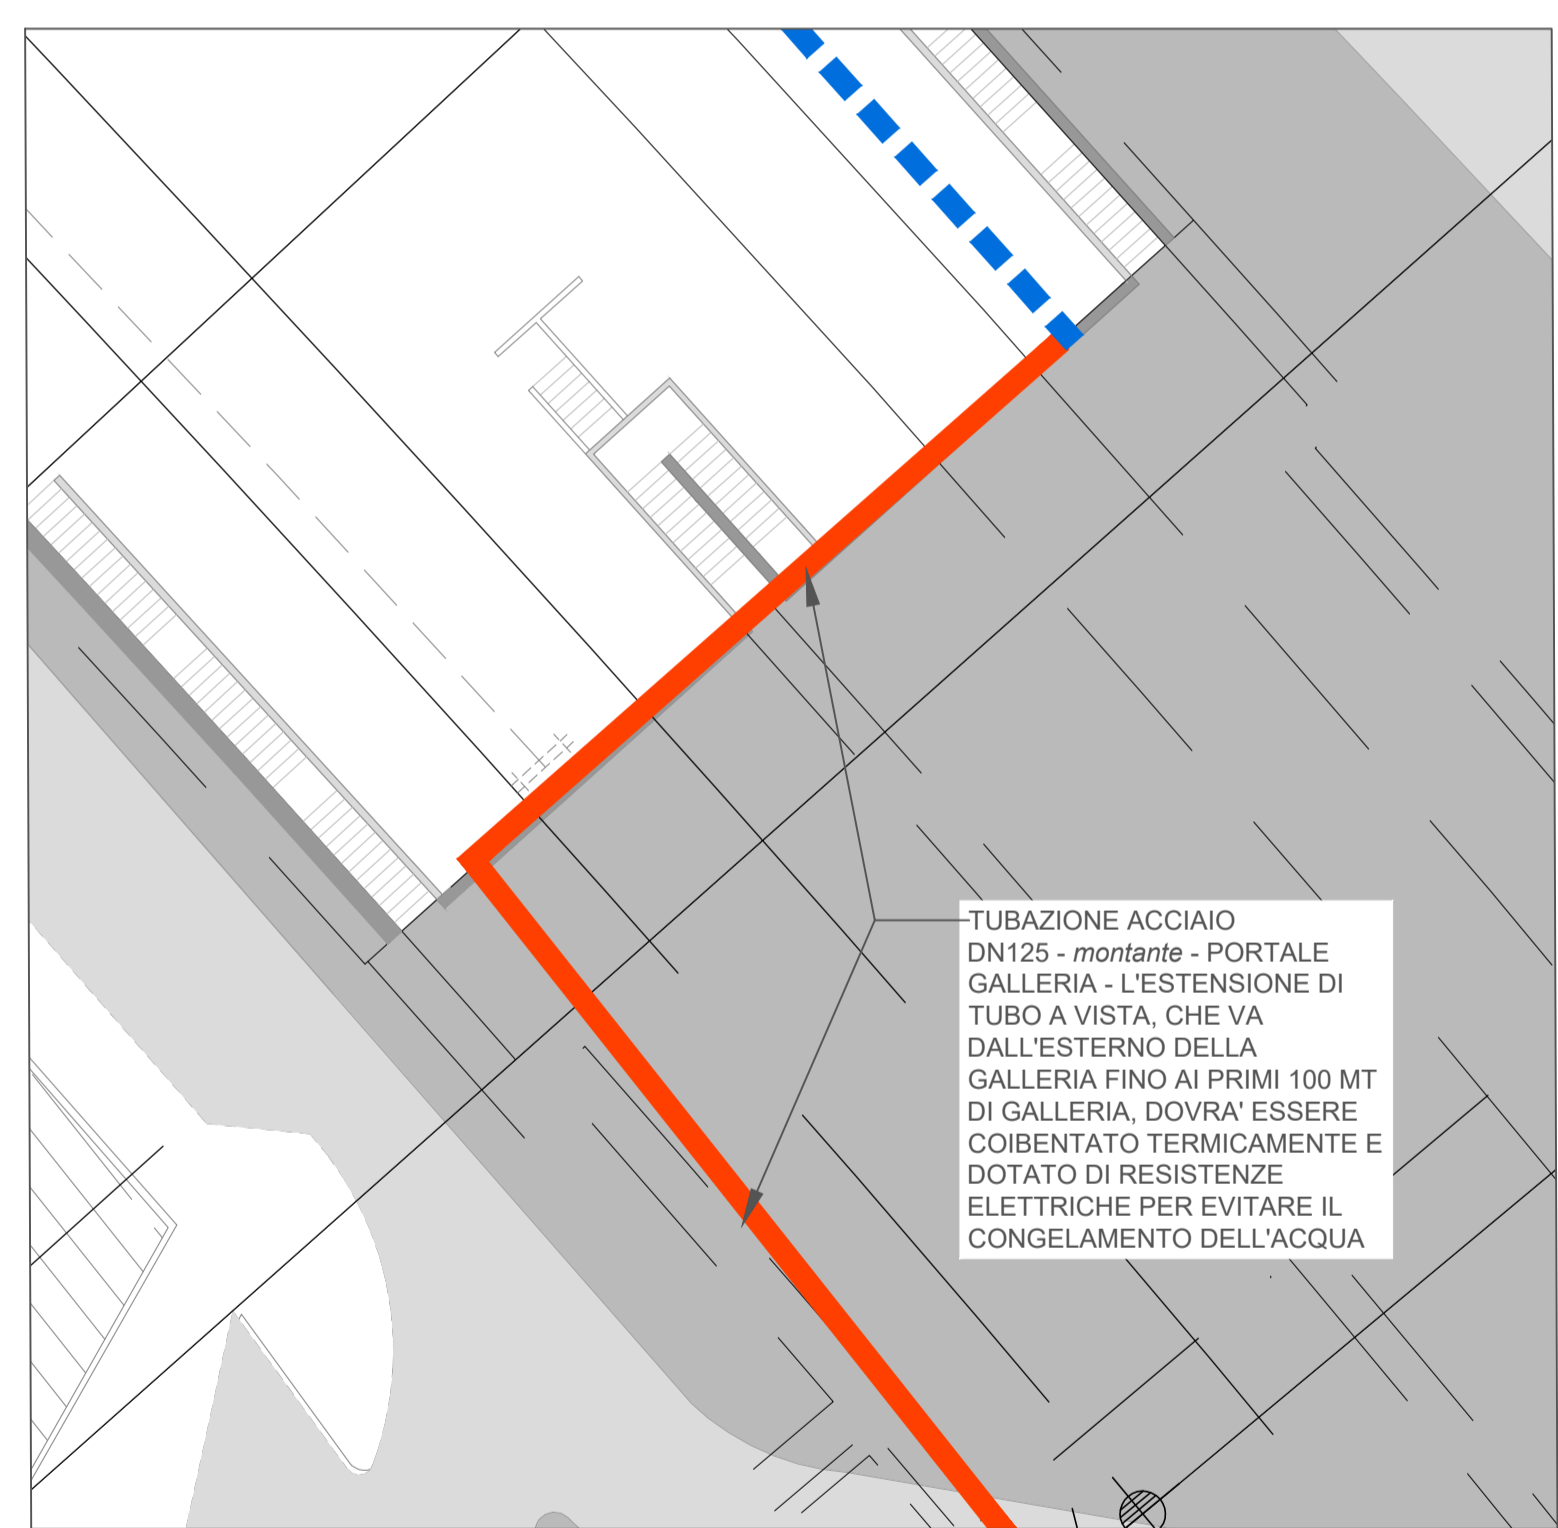 TUBAZIONE ACCIAIO
DN125 - montante - PORTALE
GALLERIA - L'ESTENSIONE DI
TUBO A VISTA, CHE VA
DALL'ESTERNO DELLA
GALLERIA FINO AI PRIMI 100 MT
DI GALLERIA, DOVRA' ESSERE
COIBENTATO TERMICAMENTE E
DOTATO DI RESISTENZE
ELETTRICHE PER EVITARE IL
CONGELAMENTO DELL'ACQUA